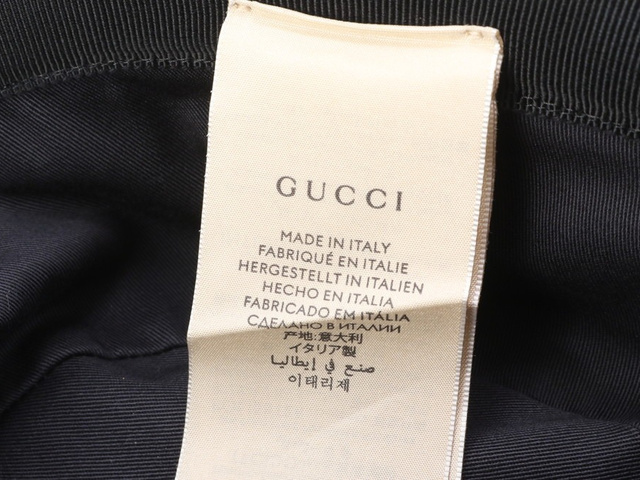 GUCCI
MADE IN ITALY
FABRIQUÉ EN ITALIE
HERGESTELLT IN ITALIEN
HECHO EN ITALIA
FABRICADO EM ITÁLIA
СДЕЛАНО В ИТАЛИИ
产地:意大利
イタリア製
صنع في إيطاليا
이태리제